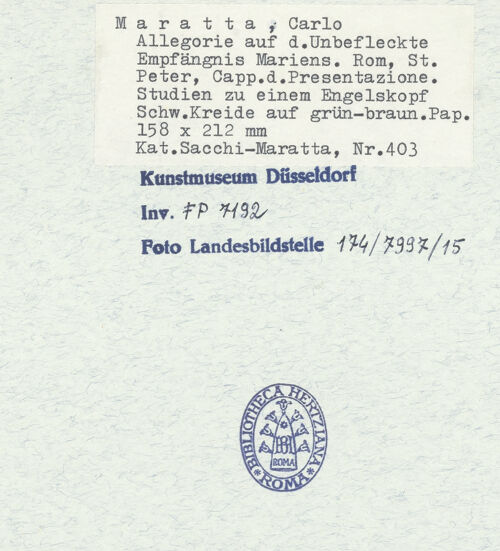 M a r a t t a , Carlo
Allegorie auf d.Unbefleckte
Empfängnis Mariens. Rom, St.
Peter, Capp.d.Presentazione.
Studien zu einem Engelskopf
Schw.Kreide auf grün-braun.Pap.
158 x 212 mm
Kat.Sacchi-Maratta, Nr.403
Kunstmuseum Düsseldorf
Inv. FP 7192
Foto Landesbildstelle 174/7997/15
BIBLIOTHECA HERTZIANA
ROMA
ROMA